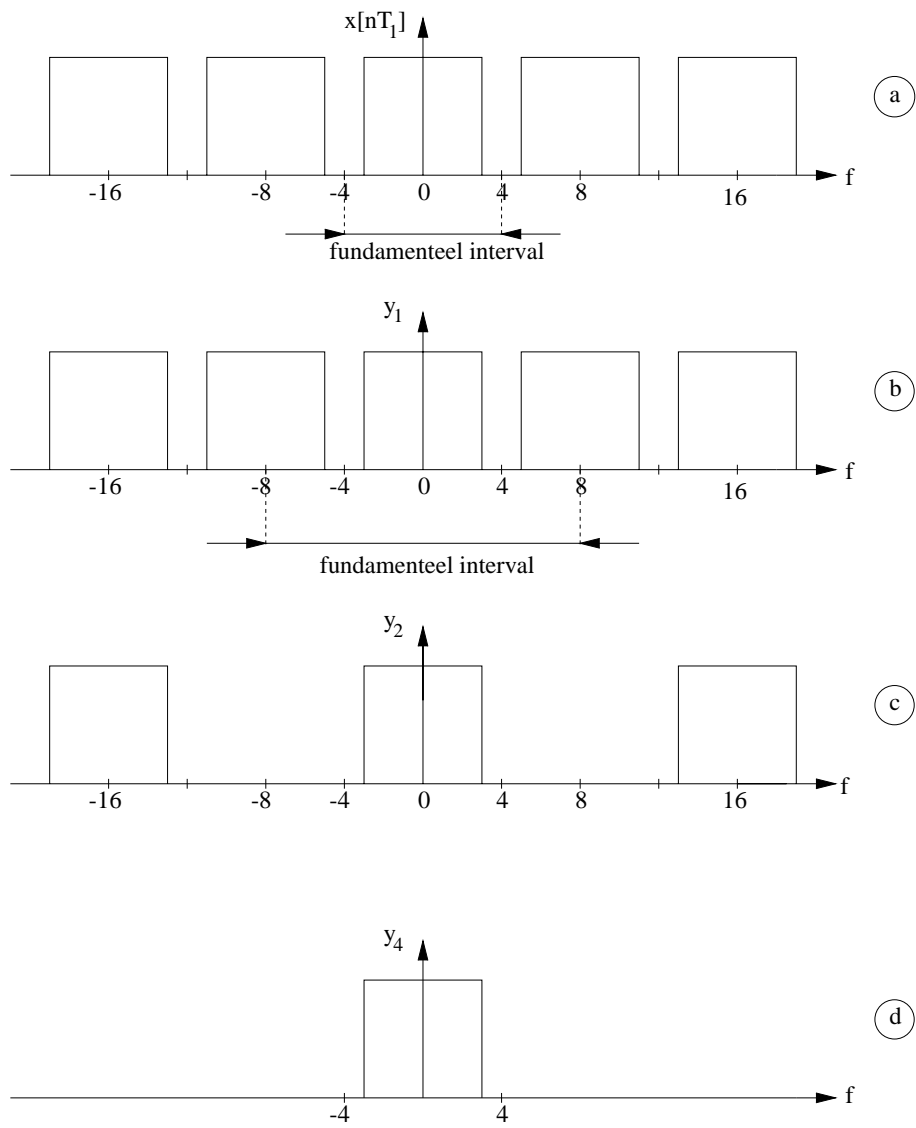 x[nT1]
a
-16 -8 -4 0 4 8 16 f
fundamenteel interval
y1
b
-16 -8 -4 0 4 8 16 f
fundamenteel interval
y2
c
-16 -8 -4 0 4 8 16 f
y4
d
-4 4 f